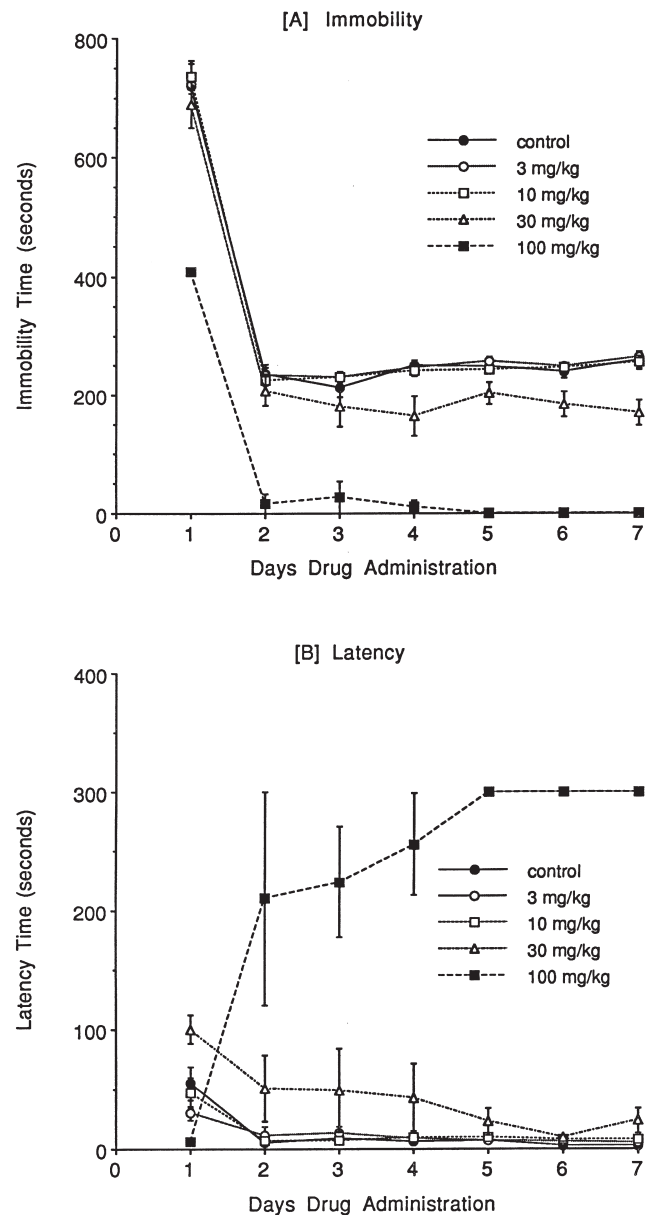 [A] Immobility
800
600
400
200
0
Immobility Time (seconds)
control
3 mg/kg
10 mg/kg
30 mg/kg
100 mg/kg
0 1 2 3 4 5 6 7
Days Drug Administration
[B] Latency
400
300
200
100
0
Latency Time (seconds)
control
3 mg/kg
10 mg/kg
30 mg/kg
100 mg/kg
0 1 2 3 4 5 6 7
Days Drug Administration